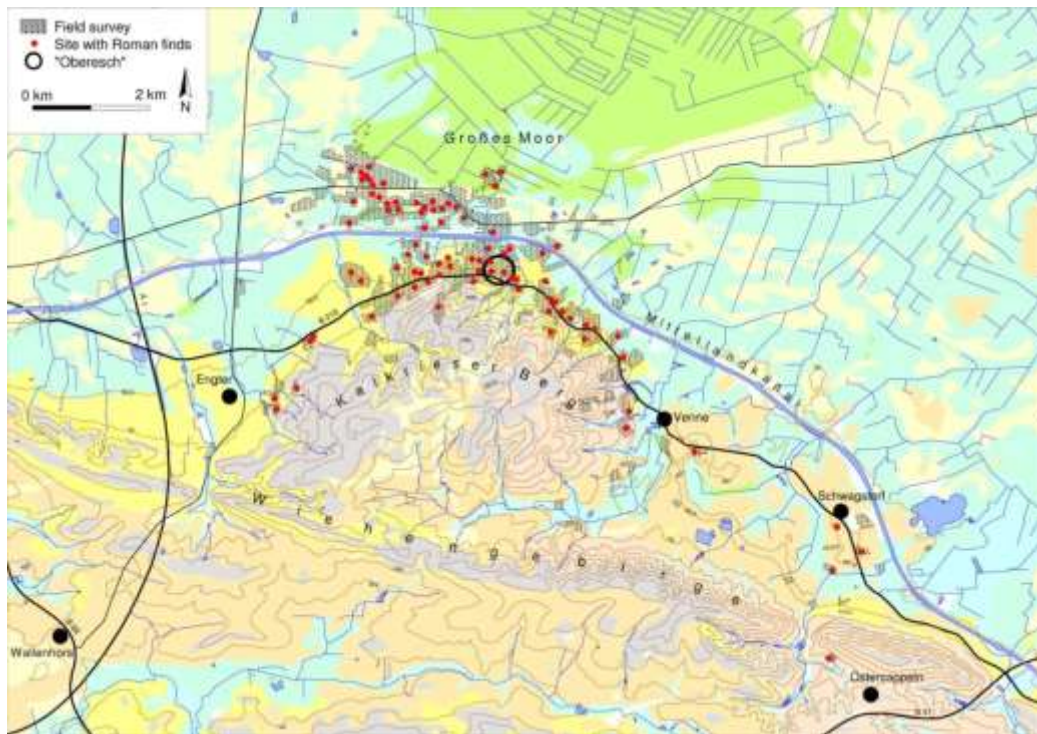 Field survey
Site with Roman finds
"Oberesch"
0 km 2 km
N
Großes Moor
Mittellandkanal
Kalkrieser Berg
Engter
Venne
Schwagstorf
Wiehengebirge
Wallenhorst
Ostercappeln